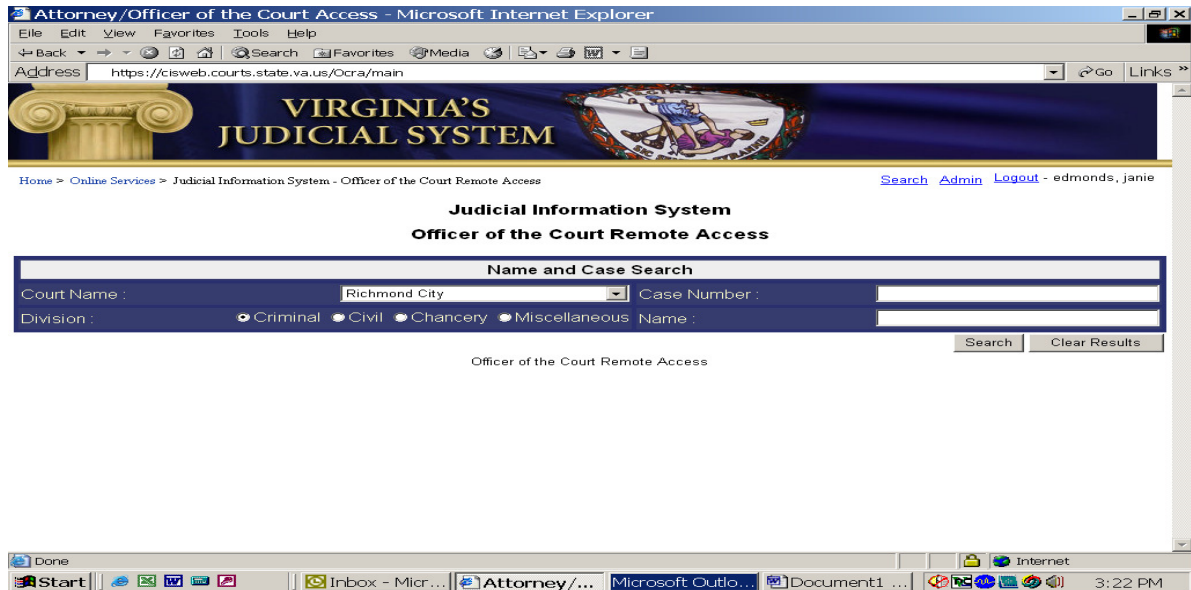 Attorney/Officer of the Court Access - Microsoft Internet Explorer
File Edit View Favorites Tools Help
Back Search Favorites Media
Address https://cisweb.courts.state.va.us/Ocra/main Go Links »
VIRGINIA'S
JUDICIAL SYSTEM
Home > Online Services > Judicial Information System - Officer of the Court Remote Access Search Admin Logout - edmonds, janie
Judicial Information System
Officer of the Court Remote Access
Name and Case Search
Court Name : Richmond City Case Number :
Division : Criminal Civil Chancery Miscellaneous Name :
Search Clear Results
Officer of the Court Remote Access
Done Internet
Start Inbox - Micr... Attorney/... Microsoft Outlo... Document1 ... 3:22 PM